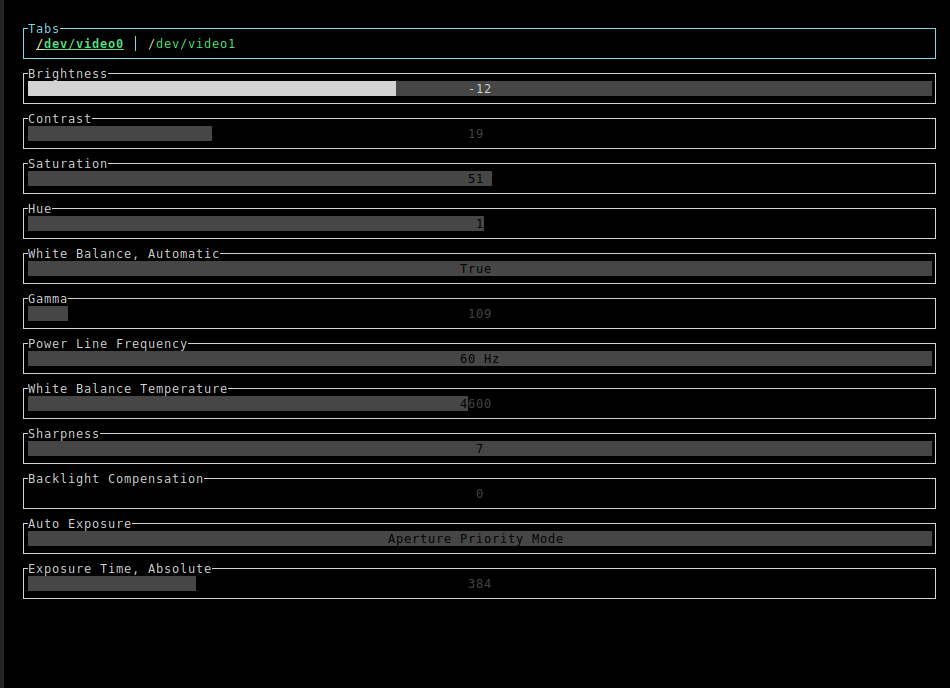 Tabs
/dev/video0 │ /dev/video1
Brightness
-12
Contrast
19
Saturation
51
Hue
1
White Balance, Automatic
True
Gamma
109
Power Line Frequency
60 Hz
White Balance Temperature
4600
Sharpness
7
Backlight Compensation
0
Auto Exposure
Aperture Priority Mode
Exposure Time, Absolute
384